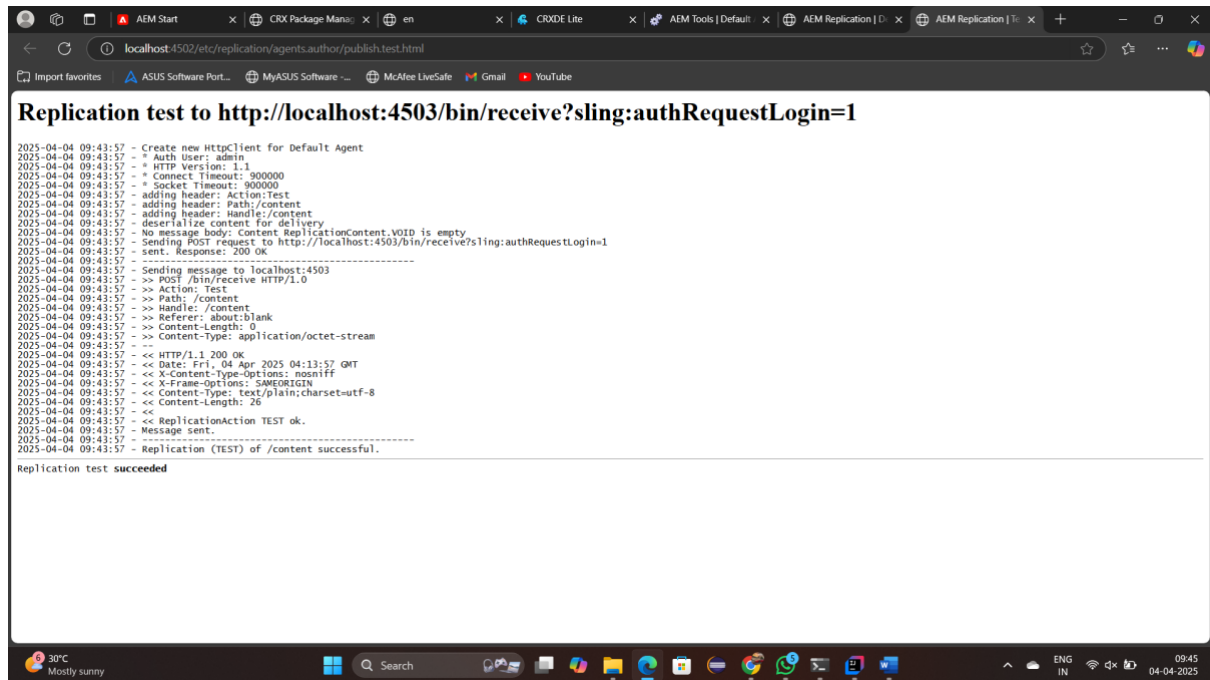 AEM Start
CRX Package Manag
en
CRXDE Lite
AEM Tools | Default
AEM Replication | D
AEM Replication | Te
localhost:4502/etc/replication/agents.author/publish.test.html
Import favorites
ASUS Software Port...
MyASUS Software -...
McAfee LiveSafe
Gmail
YouTube
Replication test to http://localhost:4503/bin/receive?sling:authRequestLogin=1
2025-04-04 09:43:57 - Create new HttpClient for Default Agent
2025-04-04 09:43:57 - * Auth User: admin
2025-04-04 09:43:57 - * HTTP Version: 1.1
2025-04-04 09:43:57 - * Connect Timeout: 900000
2025-04-04 09:43:57 - * Socket Timeout: 900000
2025-04-04 09:43:57 - adding header: Action:Test
2025-04-04 09:43:57 - adding header: Path:/content
2025-04-04 09:43:57 - adding header: Handle:/content
2025-04-04 09:43:57 - deserialize content for delivery
2025-04-04 09:43:57 - No message body: Content ReplicationContent.VOID is empty
2025-04-04 09:43:57 - Sending POST request to http://localhost:4503/bin/receive?sling:authRequestLogin=1
2025-04-04 09:43:57 - sent. Response: 200 OK
2025-04-04 09:43:57 - ------------------------------------------------
2025-04-04 09:43:57 - Sending message to localhost:4503
2025-04-04 09:43:57 - >> POST /bin/receive HTTP/1.0
2025-04-04 09:43:57 - >> Action: Test
2025-04-04 09:43:57 - >> Path: /content
2025-04-04 09:43:57 - >> Handle: /content
2025-04-04 09:43:57 - >> Referer: about:blank
2025-04-04 09:43:57 - >> Content-Length: 0
2025-04-04 09:43:57 - >> Content-Type: application/octet-stream
2025-04-04 09:43:57 - --
2025-04-04 09:43:57 - << HTTP/1.1 200 OK
2025-04-04 09:43:57 - << Date: Fri, 04 Apr 2025 04:13:57 GMT
2025-04-04 09:43:57 - << X-Content-Type-Options: nosniff
2025-04-04 09:43:57 - << X-Frame-Options: SAMEORIGIN
2025-04-04 09:43:57 - << Content-Type: text/plain;charset=utf-8
2025-04-04 09:43:57 - << Content-Length: 26
2025-04-04 09:43:57 - <<
2025-04-04 09:43:57 - << ReplicationAction TEST ok.
2025-04-04 09:43:57 - Message sent.
2025-04-04 09:43:57 - ------------------------------------------------
2025-04-04 09:43:57 - Replication (TEST) of /content successful.
Replication test succeeded
6
30°C
Mostly sunny
Search
5
ENG
IN
09:45
04-04-2025